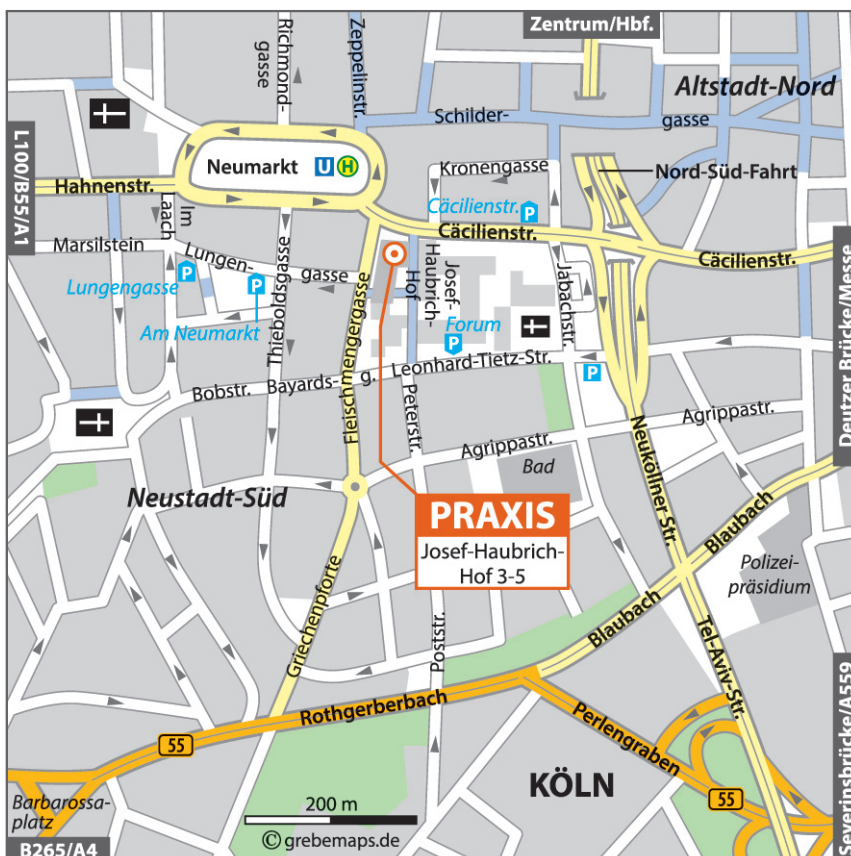 Zentrum/Hbf.
Richmond-
gasse
Zeppelinstr.
Altstadt-Nord
Schilder-
gasse
L100/B55/A1
Neumarkt
U
H
Kronengasse
Nord-Süd-Fahrt
Hahnenstr.
Im
Laach
Cäcilienstr.
P
Cäcilienstr.
Cäcilienstr.
Marsilstein
Lungen-
gasse
P
Lungengasse
P
Am Neumarkt
Thieboldsgasse
Fleischmengergasse
Josef-
Haubrich-
Hof
Jabachstr.
Forum
P
Deutzer Brücke/Messe
Bobstr.
Bayards-
g.
Leonhard-Tietz-Str.
P
Peterstr.
Agrippastr.
Agrippastr.
Bad
Neuköllner Str.
Neustadt-Süd
PRAXIS
Josef-Haubrich-
Hof 3-5
Blaubach
Blaubach
Polizei-
präsidium
Griechenpforte
Poststr.
Tel-Aviv-Str.
Rothgerberbach
55
Perlengraben
55
KÖLN
Severinsbrücke/A559
Barbarossa-
platz
200 m
© grebemaps.de
B265/A4